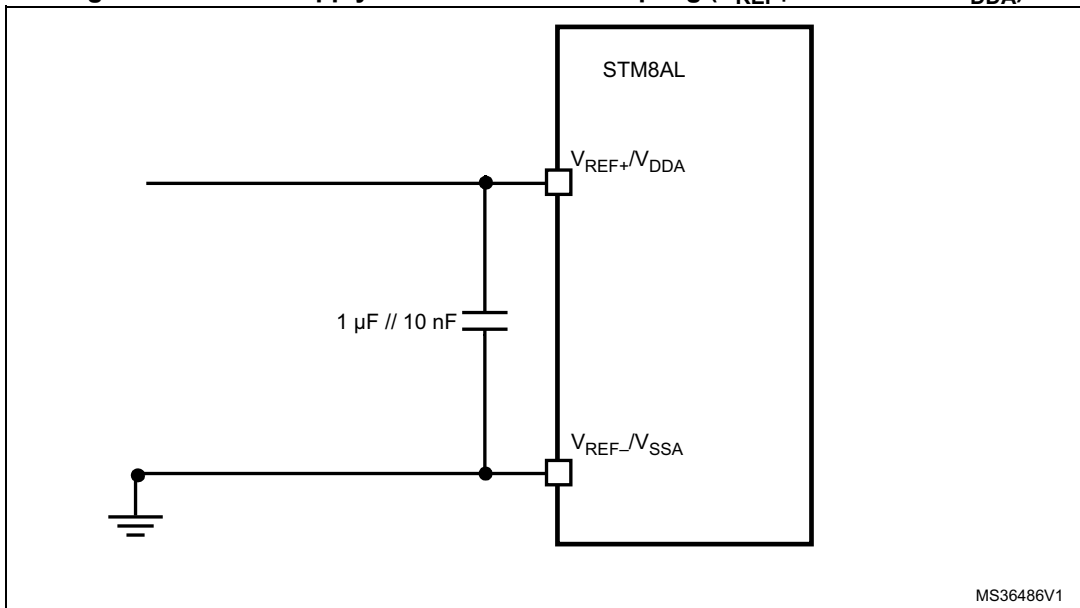 STM8AL
VREF+/VDDA
1 µF // 10 nF
VREF–/VSSA
MS36486V1